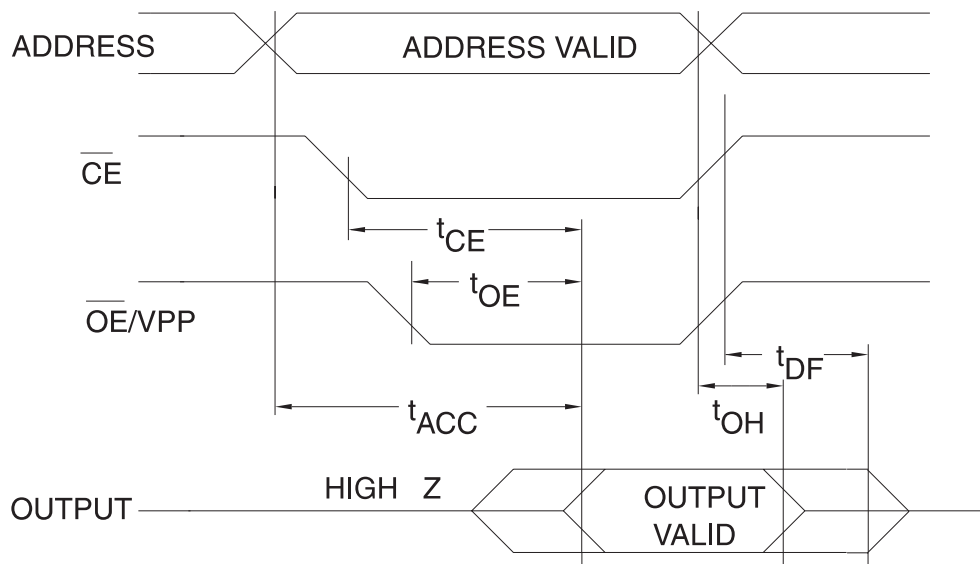 ADDRESS
ADDRESS VALID
CE
tCE
tOE
OE/VPP
tDF
tACC
tOH
HIGH Z
OUTPUT
OUTPUT
VALID